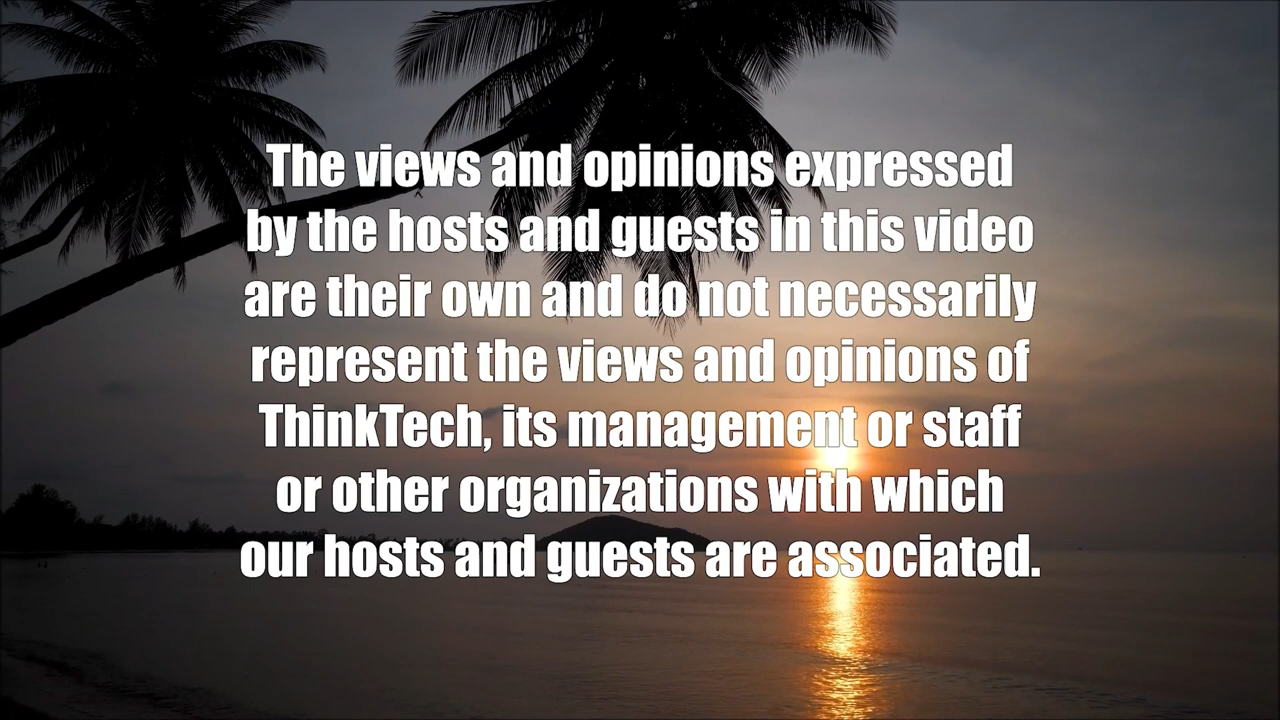 The views and opinions expressed
by the hosts and guests in this video
are their own and do not necessarily
represent the views and opinions of
ThinkTech, its management or staff
or other organizations with which
our hosts and guests are associated.